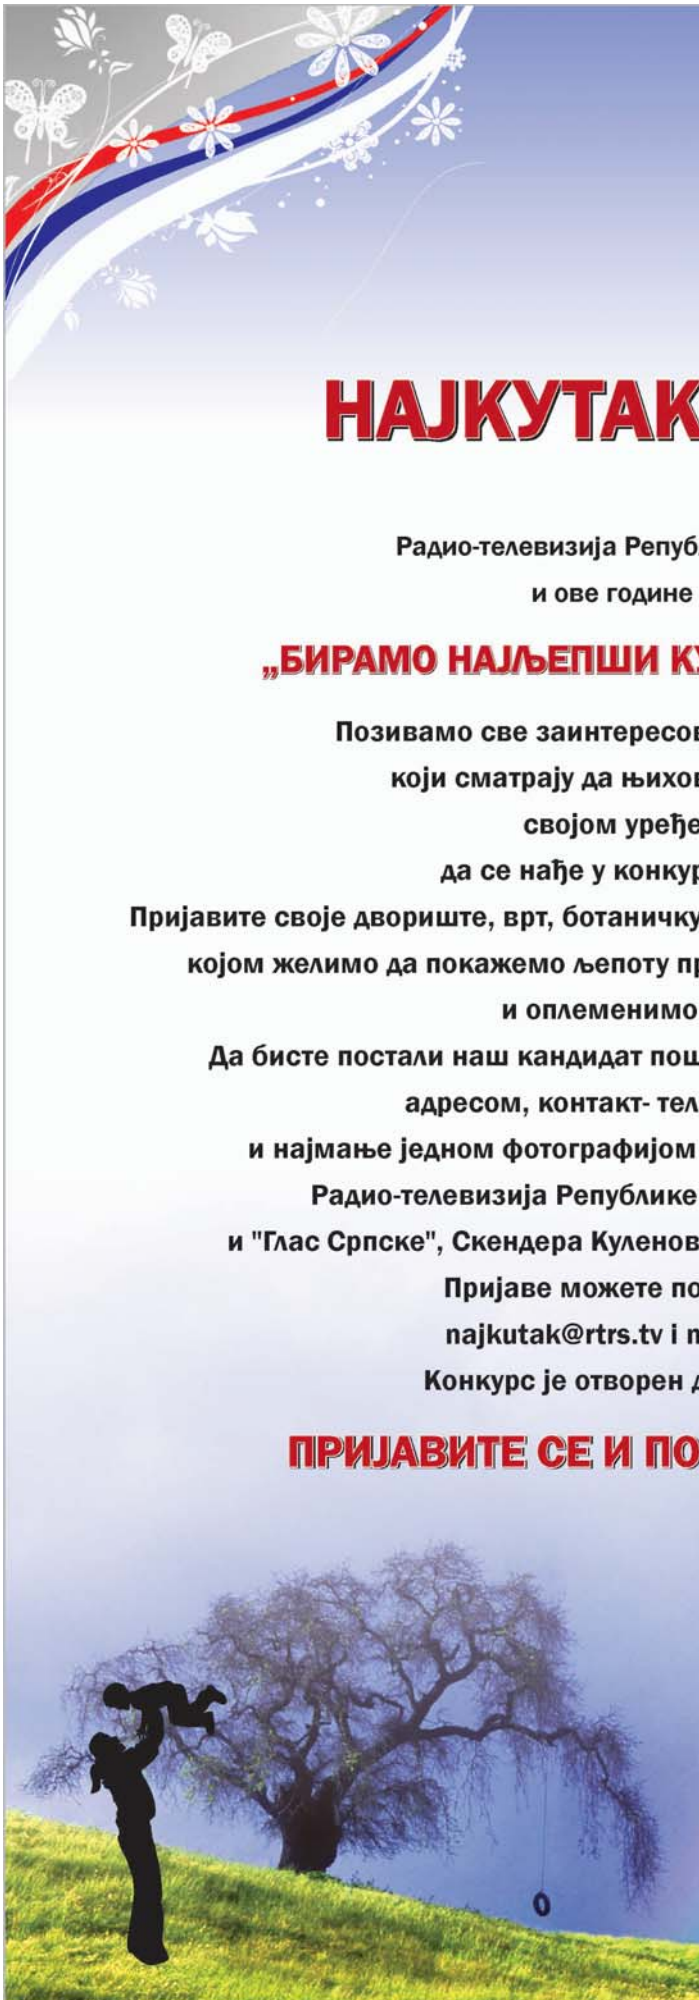 НАЈКУТАК
Радио-телевизија Републ
и ове године
„БИРАМО НАЈЉЕПШИ КУ
Позивамо све заинтересов
који сматрају да њихов
својом уређе
да се нађе у конкур
Пријавите своје двориште, врт, ботаничку
којом желимо да покажемо љепоту пр
и оплеменимо
Да бисте постали наш кандидат пош
адресом, контакт- тел
и најмање једном фотографијом
Радио-телевизија Републике
и "Глас Српске", Скендера Куленов
Пријаве можете по
najkutak@rtrs.tv i n
Конкурс је отворен д
ПРИЈАВИТЕ СЕ И ПО